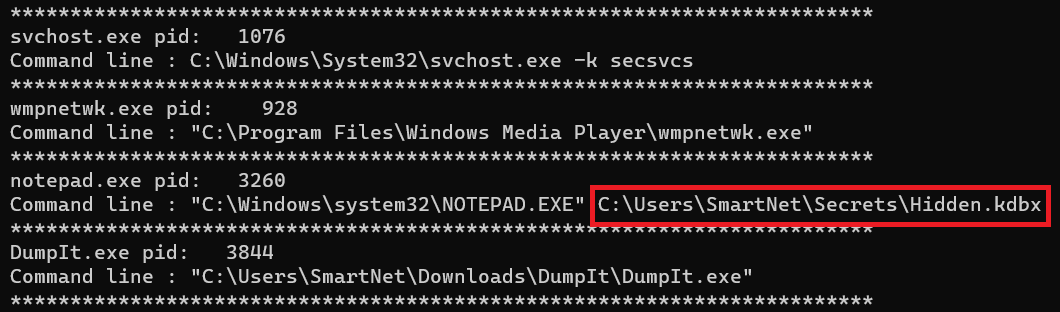 ************************************************************************
svchost.exe pid:   1076
Command line : C:\Windows\System32\svchost.exe -k secsvcs
************************************************************************
wmpnetwk.exe pid:    928
Command line : "C:\Program Files\Windows Media Player\wmpnetwk.exe"
************************************************************************
notepad.exe pid:   3260
Command line : "C:\Windows\system32\NOTEPAD.EXE" C:\Users\SmartNet\Secrets\Hidden.kdbx
************************************************************************
DumpIt.exe pid:   3844
Command line : "C:\Users\SmartNet\Downloads\DumpIt\DumpIt.exe"
************************************************************************